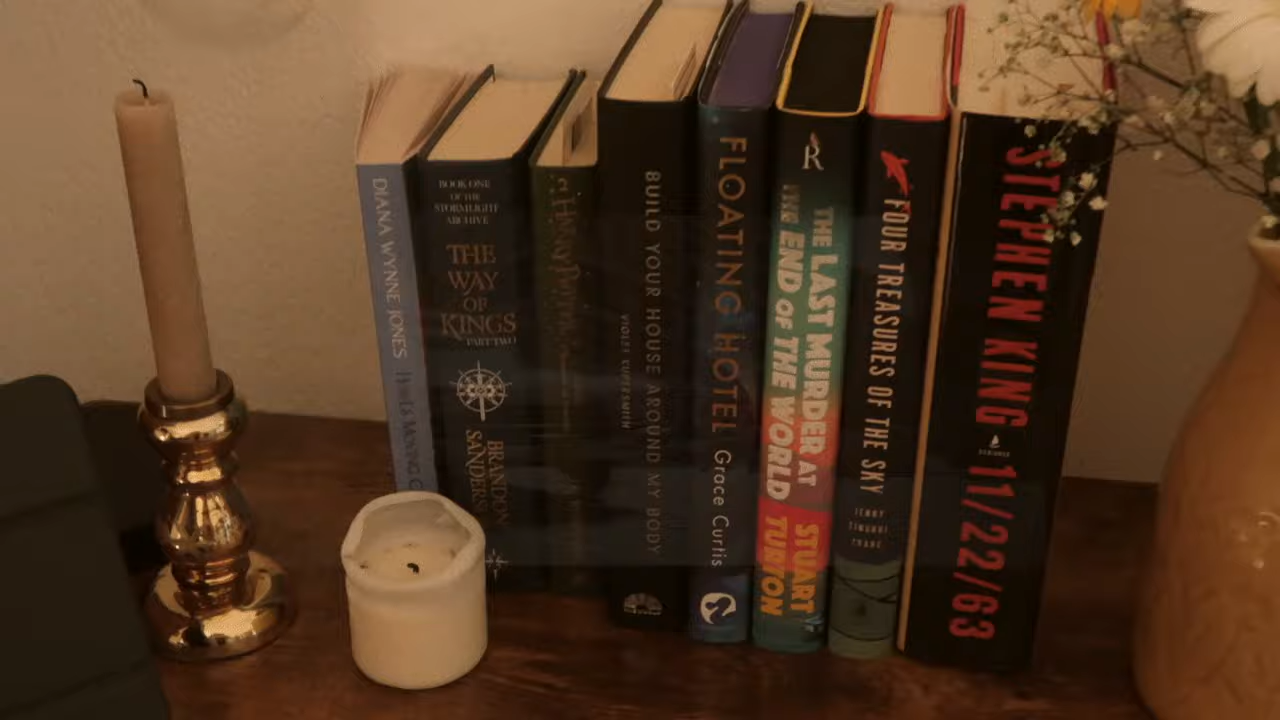 DIANA WYNNE JONES
BOOK ONE
OF THE
STORMLIGHT
ARCHIVE
THE
WAY
OF
KINGS
PART TWO
BRANDON
SANDERSON
BUILD YOUR HOUSE AROUND MY BODY
VIOLET KUPERSMITH
FLOATING HOTEL Grace Curtis
R
THE LAST MURDER AT
THE END OF THE WORLD
STUART
TURTON
FOUR TREASURES OF THE SKY
JENNY
TINGHUI
ZHANG
STEPHEN KING
SCRIBNER
11/22/63